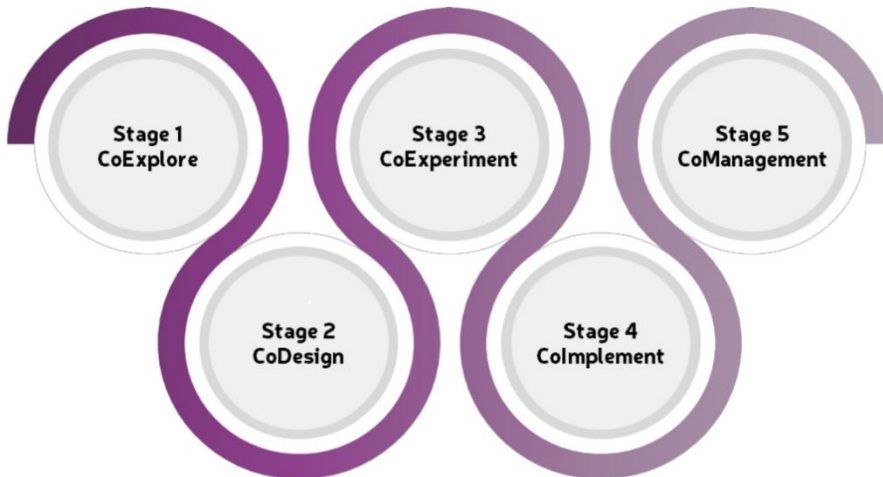 Stage 1
CoExplore
Stage 2
CoDesign
Stage 3
CoExperiment
Stage 4
CoImplement
Stage 5
CoManagement